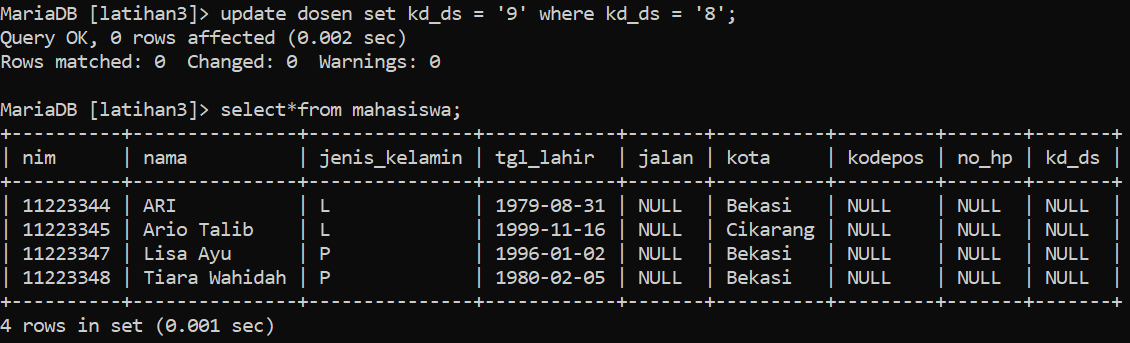 MariaDB [latihan3]> update dosen set kd_ds = '9' where kd_ds = '8';
Query OK, 0 rows affected (0.002 sec)
Rows matched: 0  Changed: 0  Warnings: 0

MariaDB [latihan3]> select*from mahasiswa;
+----------+---------------+---------------+------------+-------+----------+---------+-------+-------+
| nim      | nama          | jenis_kelamin | tgl_lahir  | jalan | kota     | kodepos | no_hp | kd_ds |
+----------+---------------+---------------+------------+-------+----------+---------+-------+-------+
| 11223344 | ARI           | L             | 1979-08-31 | NULL  | Bekasi   | NULL    | NULL  | NULL  |
| 11223345 | Ario Talib    | L             | 1999-11-16 | NULL  | Cikarang | NULL    | NULL  | NULL  |
| 11223347 | Lisa Ayu      | P             | 1996-01-02 | NULL  | Bekasi   | NULL    | NULL  | NULL  |
| 11223348 | Tiara Wahidah | P             | 1980-02-05 | NULL  | Bekasi   | NULL    | NULL  | NULL  |
+----------+---------------+---------------+------------+-------+----------+---------+-------+-------+
4 rows in set (0.001 sec)